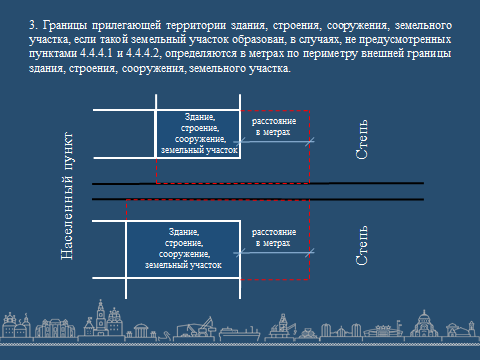 3. Границы прилегающей территории здания, строения, сооружения, земельного
участка, если такой земельный участок образован, в случаях, не предусмотренных
пунктами 4.4.4.1 и 4.4.4.2, определяются в метрах по периметру внешней границы
здания, строения, сооружения, земельного участка.
Населенный пункт
Здание,
строение,
сооружение,
земельный участок
расстояние
в метрах
Степь
Здание,
строение,
сооружение,
земельный участок
расстояние
в метрах
Степь